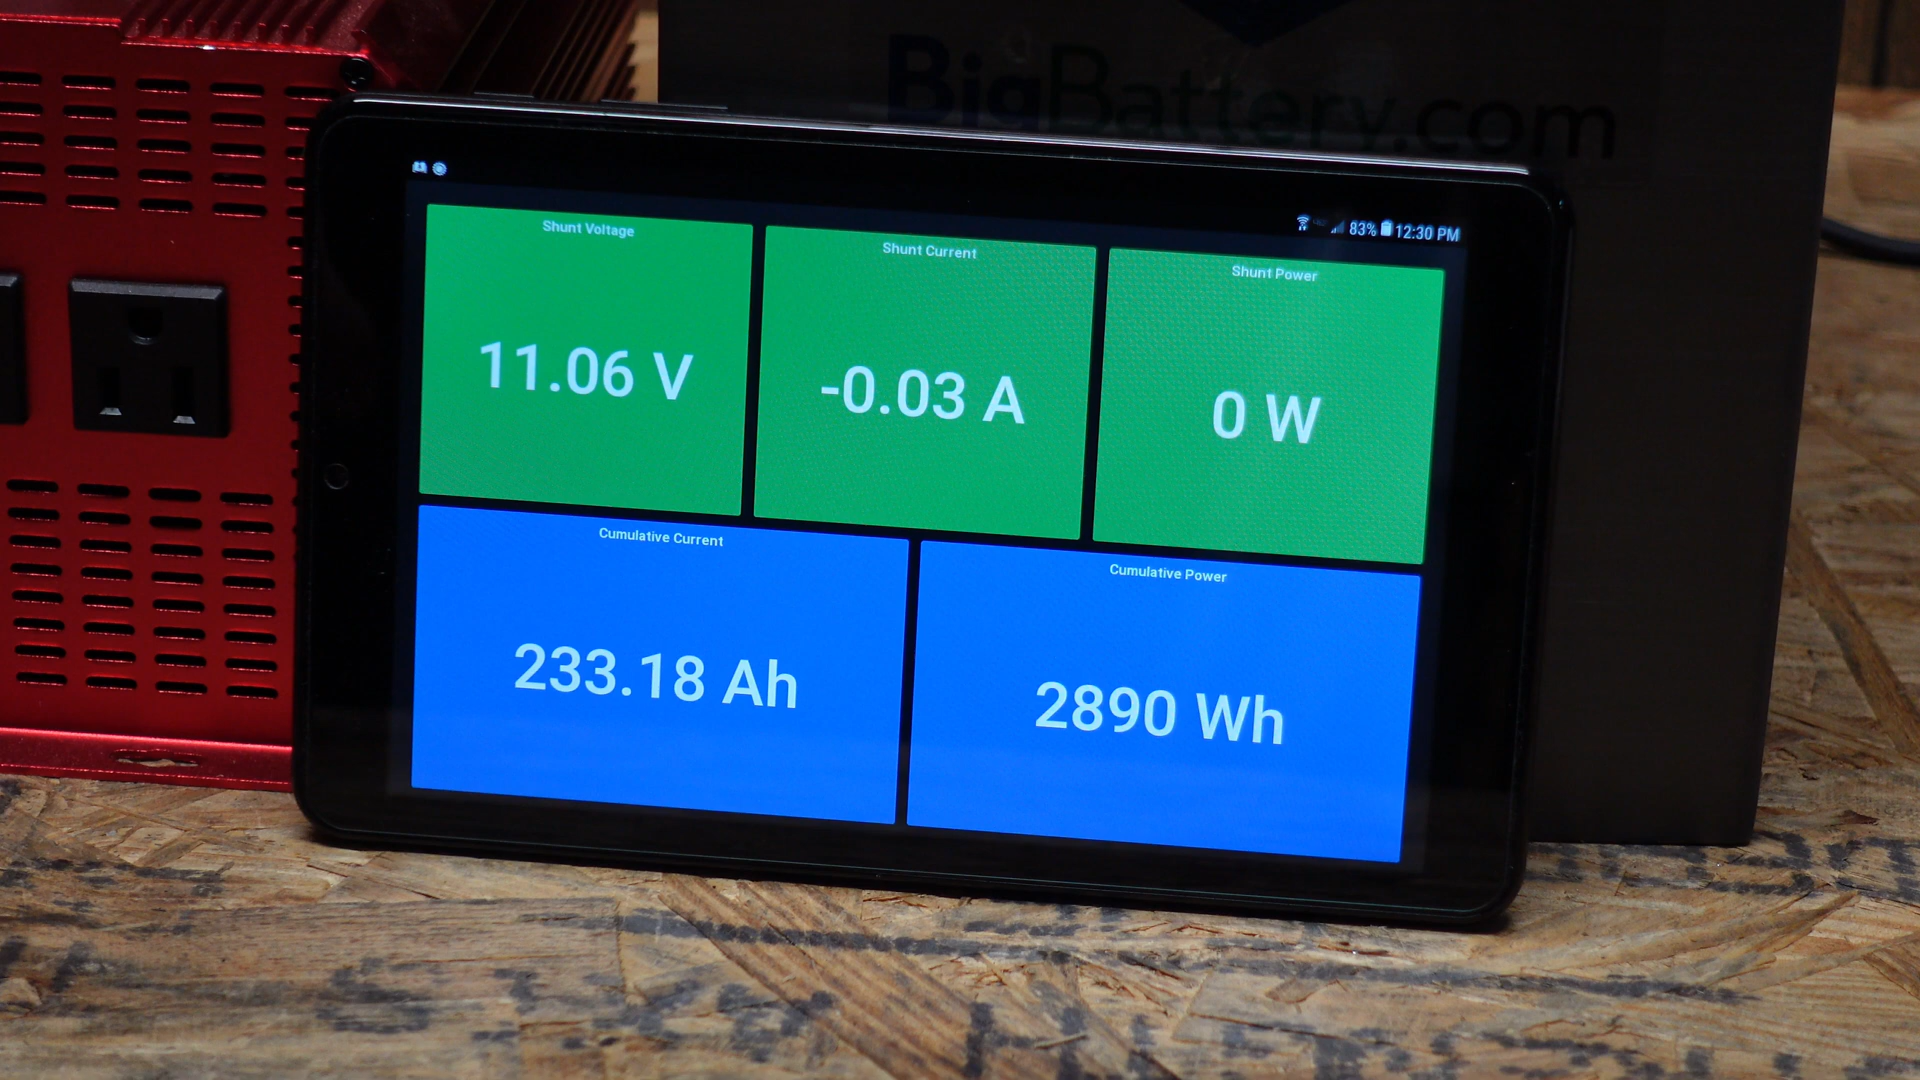 BigBattery.com
83% 12:30 PM
Shunt Voltage
11.06 V
Shunt Current
-0.03 A
Shunt Power
0 W
Cumulative Current
233.18 Ah
Cumulative Power
2890 Wh